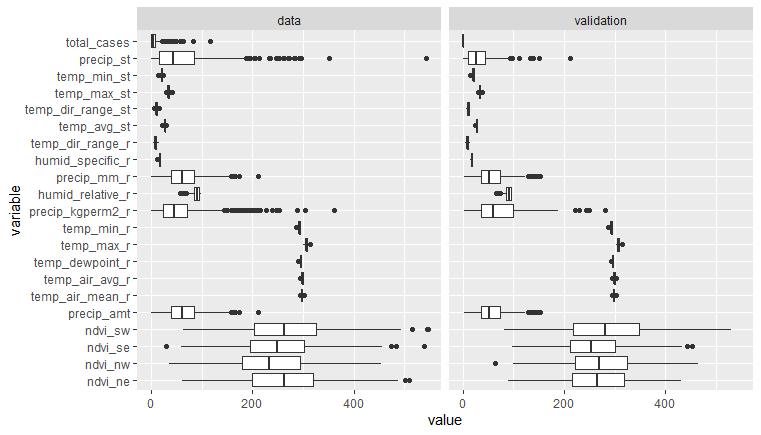 data
validation
total_cases
precip_st
temp_min_st
temp_max_st
temp_dir_range_st
temp_avg_st
temp_dir_range_r
humid_specific_r
precip_mm_r
humid_relative_r
precip_kgperm2_r
temp_min_r
temp_max_r
temp_dewpoint_r
temp_air_avg_r
temp_air_mean_r
precip_amt
ndvi_sw
ndvi_se
ndvi_nw
ndvi_ne
variable
0 200 400 0 200 400
value